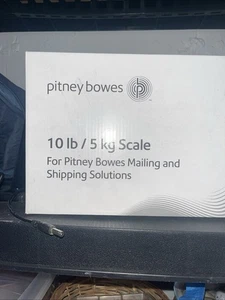 pitney bowes
10 lb / 5 kg Scale
For Pitney Bowes Mailing and
Shipping Solutions